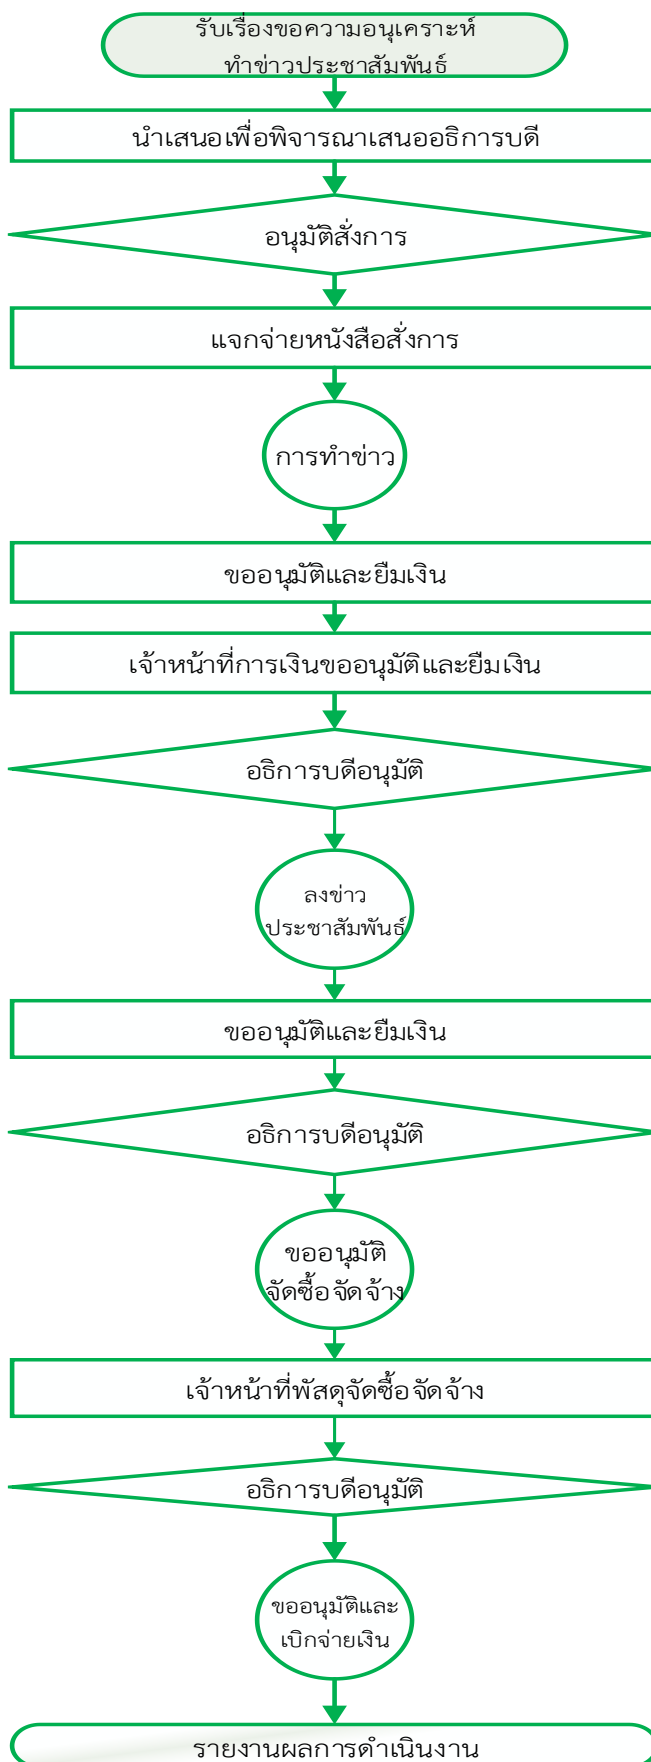 รับเรื่องขอความอนุเคราะห์
ทำข่าวประชาสัมพันธ์
นำเสนอเพื่อพิจารณาเสนออธิการบดี
อนุมัติสั่งการ
แจกจ่ายหนังสือสั่งการ
การทำข่าว
ขออนุมัติและยืมเงิน
เจ้าหน้าที่การเงินขออนุมัติและยืมเงิน
อธิการบดีอนุมัติ
ลงข่าว
ประชาสัมพันธ์
ขออนุมัติและยืมเงิน
อธิการบดีอนุมัติ
ขออนุมัติ
จัดซื้อจัดจ้าง
เจ้าหน้าที่พัสดุจัดซื้อจัดจ้าง
อธิการบดีอนุมัติ
ขออนุมัติและ
เบิกจ่ายเงิน
รายงานผลการดำเนินงาน